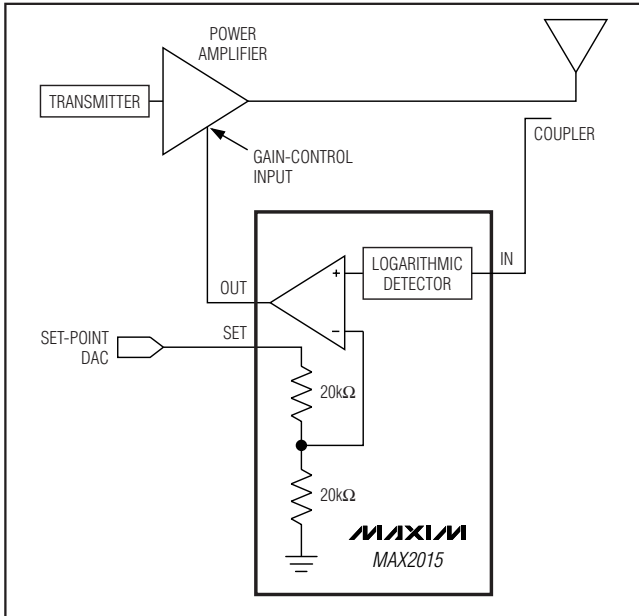 POWER
AMPLIFIER
TRANSMITTER
COUPLER
GAIN-CONTROL
INPUT
LOGARITHMIC
DETECTOR
IN
OUT
+
−
SET-POINT
DAC
SET
20kΩ
20kΩ
MAXIM
MAX2015